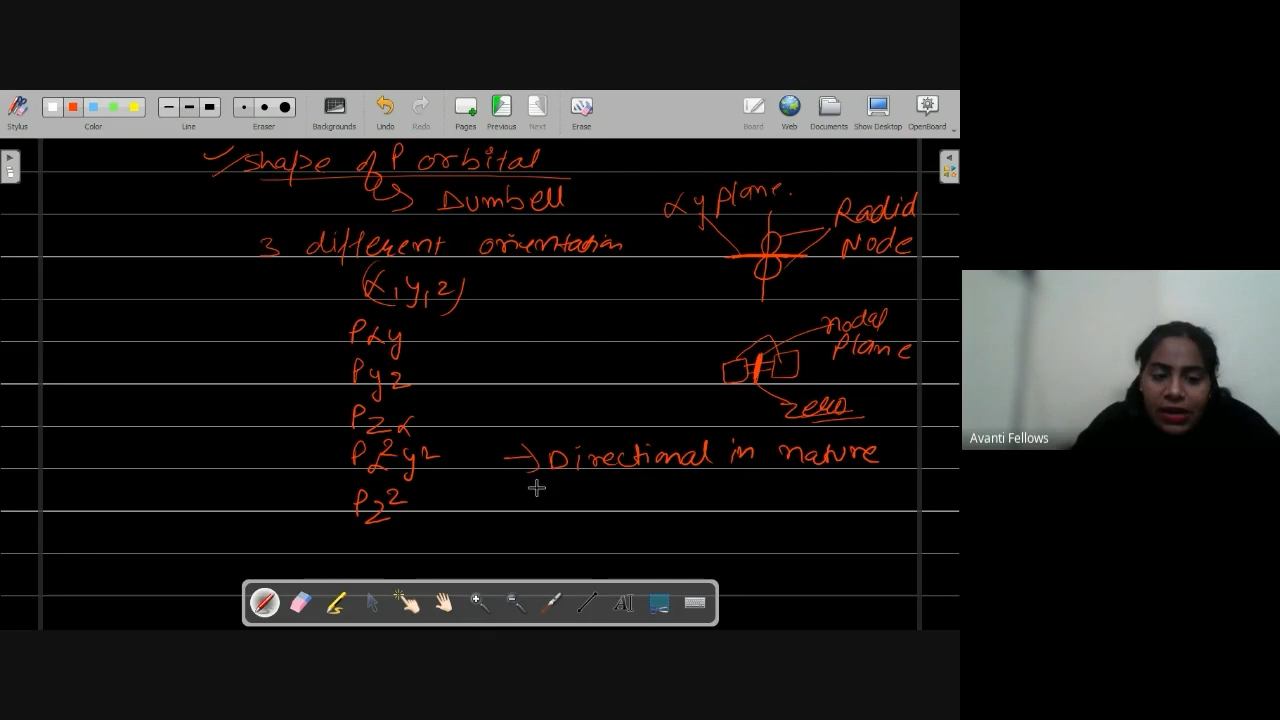 Stylus
Color
Line
Eraser
Backgrounds
Undo
Redo
Pages
Previous
Next
Erase
Board
Web
Documents
Show Desktop
OpenBoard
shape of P orbital
Dumbell
3 different orientation
(x, y, z)
Pxy
Pyz
Pzx
Px²y²
Pz²
xy plane.
Radid
Node
nodal
plane
zero
→ Directional in nature
AI
Avanti Fellows